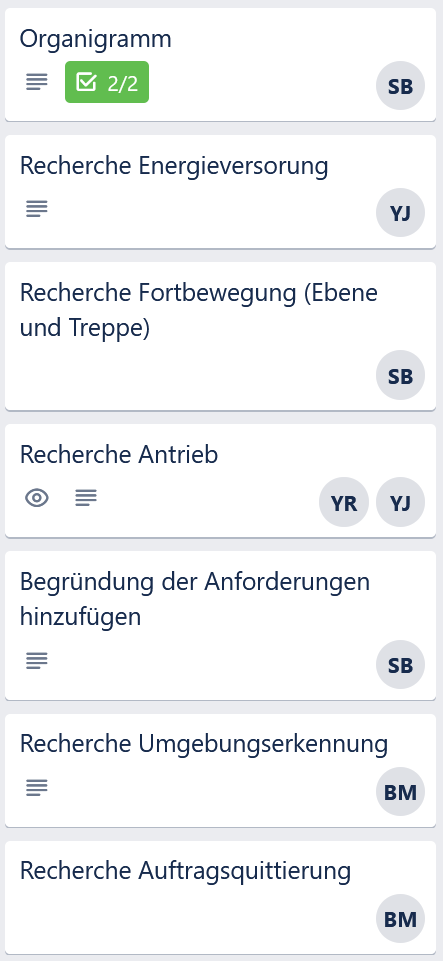 Organigramm
2/2
SB
Recherche Energieversorung
YJ
Recherche Fortbewegung (Ebene
und Treppe)
SB
Recherche Antrieb
YR YJ
Begründung der Anforderungen
hinzufügen
SB
Recherche Umgebungserkennung
BM
Recherche Auftragsquittierung
BM